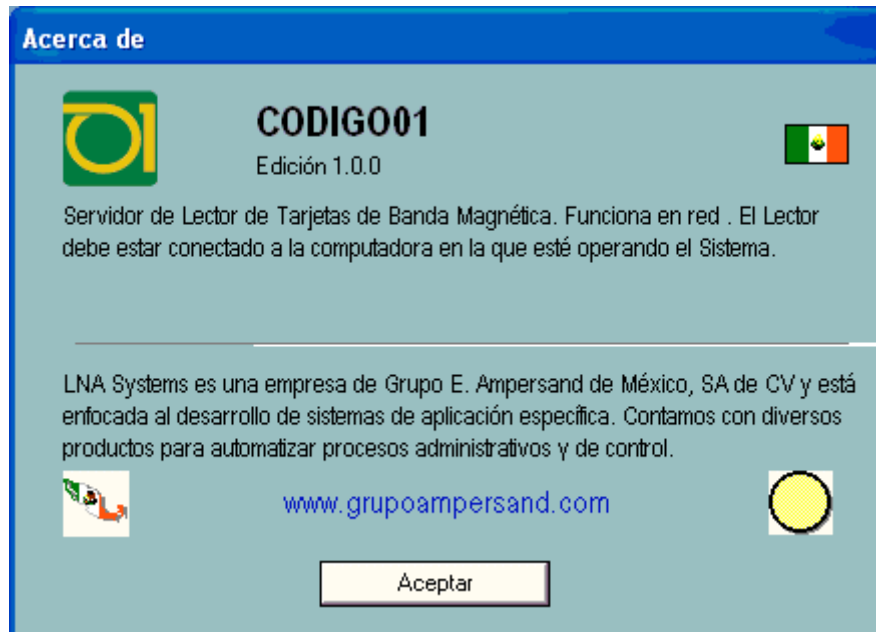 Acerca de
CODIGO01
Edición 1.0.0
Servidor de Lector de Tarjetas de Banda Magnética. Funciona en red . El Lector
debe estar conectado a la computadora en la que esté operando el Sistema.
LNA Systems es una empresa de Grupo E. Ampersand de México, SA de CV y está
enfocada al desarrollo de sistemas de aplicación específica. Contamos con diversos
productos para automatizar procesos administrativos y de control.
www.grupoampersand.com
Aceptar